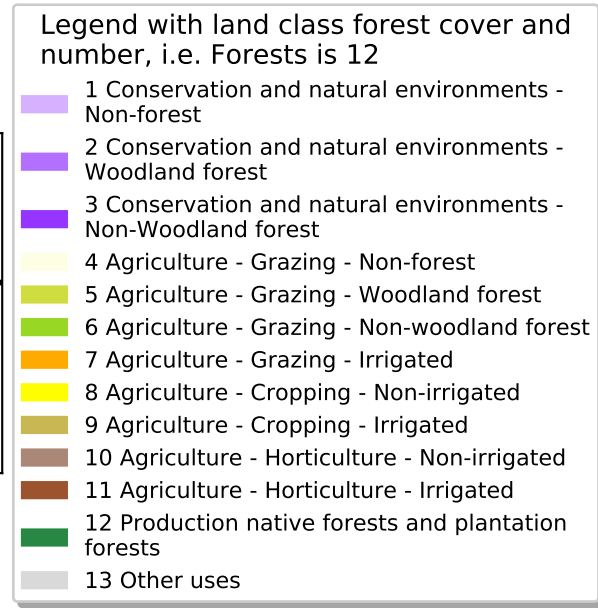 Legend with land class forest cover and
number, i.e. Forests is 12
1 Conservation and natural environments -
Non-forest
2 Conservation and natural environments -
Woodland forest
3 Conservation and natural environments -
Non-Woodland forest
4 Agriculture - Grazing - Non-forest
5 Agriculture - Grazing - Woodland forest
6 Agriculture - Grazing - Non-woodland forest
7 Agriculture - Grazing - Irrigated
8 Agriculture - Cropping - Non-irrigated
9 Agriculture - Cropping - Irrigated
10 Agriculture - Horticulture - Non-irrigated
11 Agriculture - Horticulture - Irrigated
12 Production native forests and plantation
forests
13 Other uses